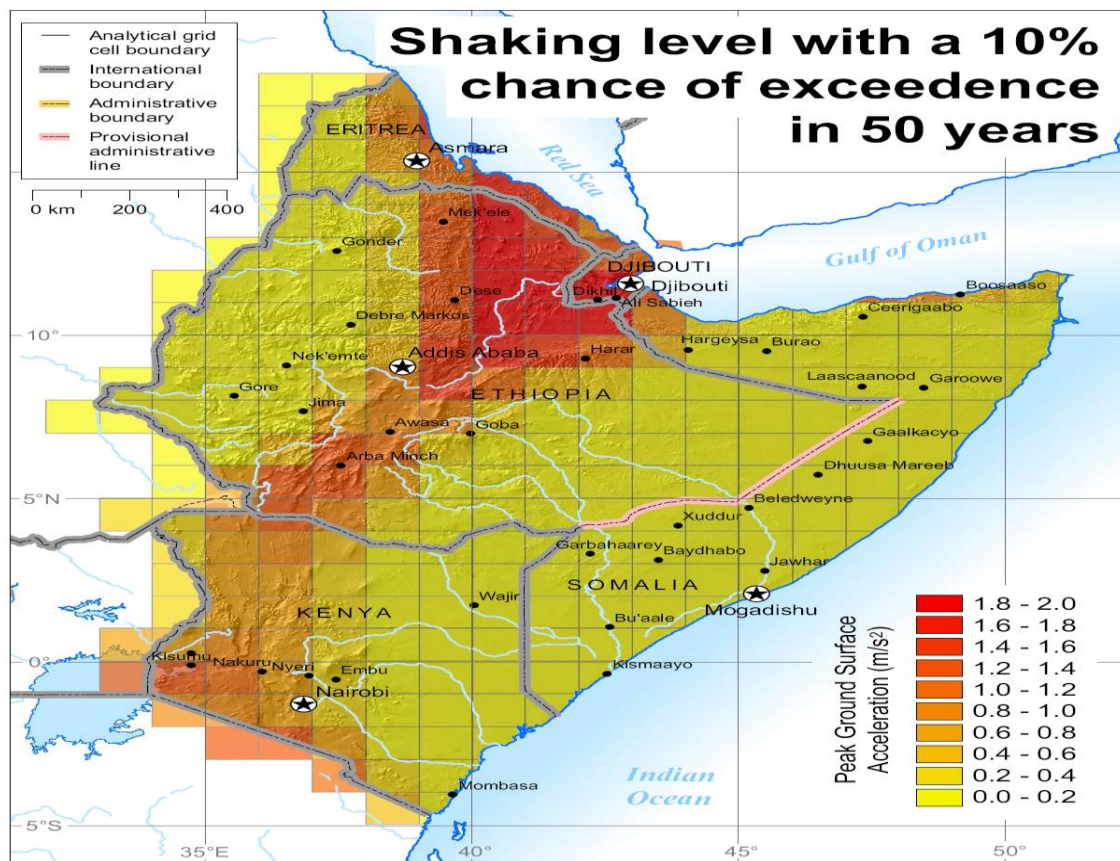 Shaking level with a 10%
chance of exceedence
in 50 years
Analytical grid
cell boundary
International
boundary
Administrative
boundary
Provisional
administrative
line
0 km 200 400
ERITREA
Asmara
Red Sea
Mek'ele
Gonder
Gulf of Oman
DJIBOUTI
Djibouti
Dikhil
Ali Sabieh
Boosaaso
Dese
Ceerigaabo
Debre Markos
10°
Hargeysa
Burao
Harar
Addis Ababa
Nek'emte
Laascaanood
Garoowe
Gore
ETHIOPIA
Jima
Awasa
Goba
Gaalkacyo
Arba Minch
Dhuusa Mareeb
5°N
Beledweyne
Xuddur
Garbahaarey
Baydhabo
Jawhar
SOMALIA
Mogadishu
Wajir
KENYA
Bu'aale
Kisumu
0°
Nakuru
Nyeri
Embu
Kismaayo
Nairobi
Mombasa
Indian
Ocean
5°S
35°E
40°
45°
50°
Peak Ground Surface
Acceleration (m/s²)
1.8 - 2.0
1.6 - 1.8
1.4 - 1.6
1.2 - 1.4
1.0 - 1.2
0.8 - 1.0
0.6 - 0.8
0.4 - 0.6
0.2 - 0.4
0.0 - 0.2